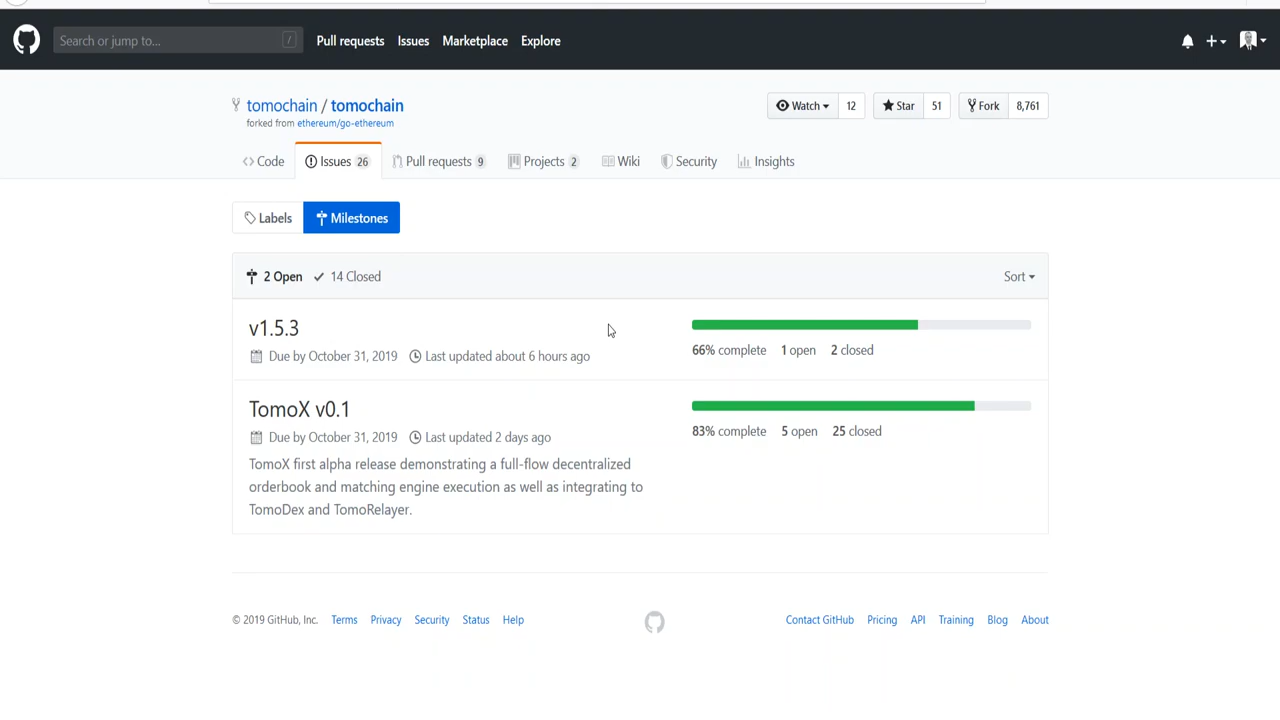 Search or jump to... /
Pull requests Issues Marketplace Explore
tomochain / tomochain
forked from ethereum/go-ethereum
Watch 12 Star 51 Fork 8,761
Code Issues 26 Pull requests 9 Projects 2 Wiki Security Insights
Labels Milestones
2 Open 14 Closed Sort
v1.5.3
Due by October 31, 2019 Last updated about 6 hours ago
66% complete 1 open 2 closed
TomoX v0.1
Due by October 31, 2019 Last updated 2 days ago
83% complete 5 open 25 closed
TomoX first alpha release demonstrating a full-flow decentralized
orderbook and matching engine execution as well as integrating to
TomoDex and TomoRelayer.
© 2019 GitHub, Inc. Terms Privacy Security Status Help Contact GitHub Pricing API Training Blog About